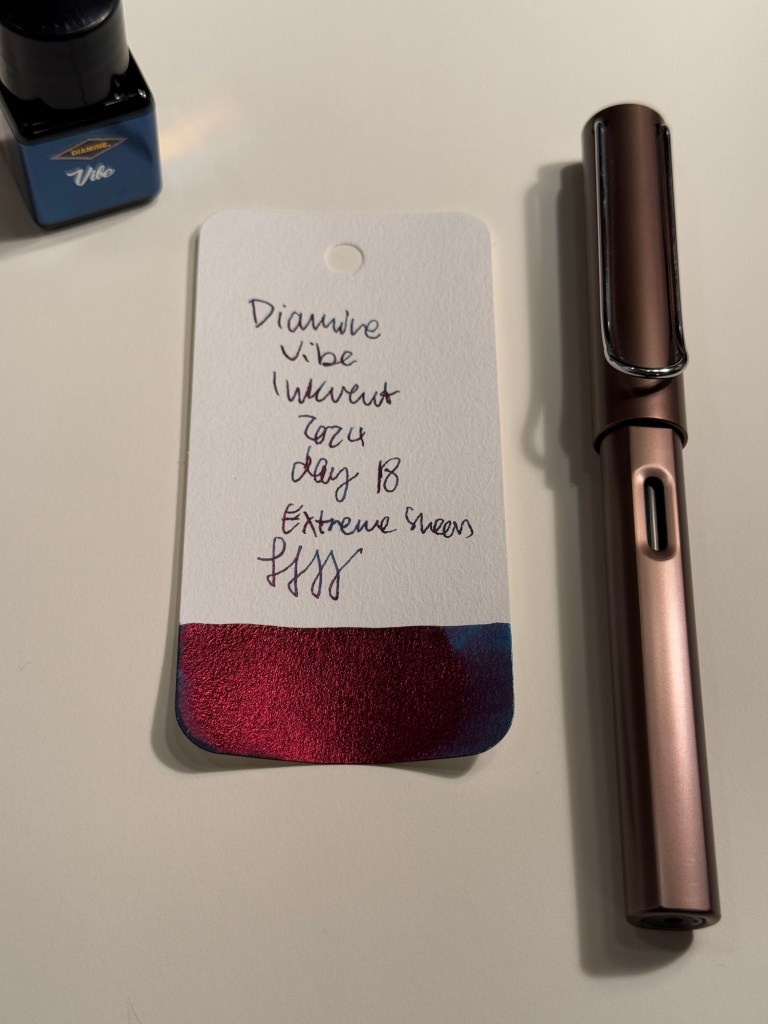 DIAMINE
Vibe
Diamine
Vibe
Inkvent
2024
day 18
Extreme Sheen